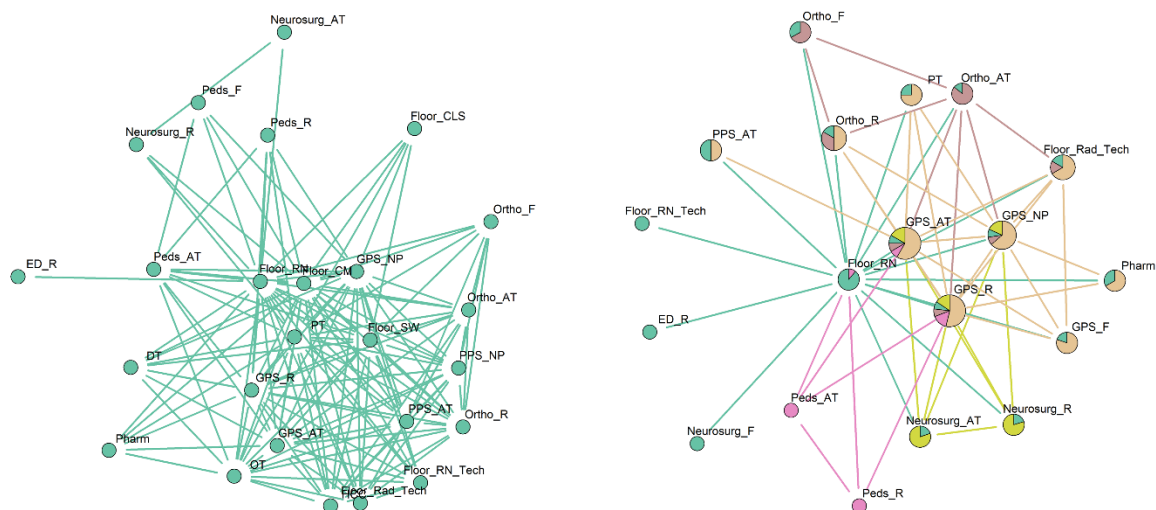 Neurosurg_AT
Peds_F
Neurosurg_R
Peds_R
Floor_CLS
Ortho_F
ED_R
Peds_AT
Floor_RN
Floor_CM
GPS_NP
Ortho_AT
PT
Floor_SW
DT
PPS_NP
GPS_R
PPS_AT
Ortho_R
Pharm
GPS_AT
OT
Floor_RN_Tech
Floor_Rad_Tech
Ortho_F
PT
Ortho_AT
PPS_AT
Ortho_R
Floor_Rad_Tech
Floor_RN_Tech
GPS_AT
GPS_NP
Floor_RN
Pharm
ED_R
GPS_R
GPS_F
Peds_AT
Neurosurg_F
Neurosurg_AT
Neurosurg_R
Peds_R